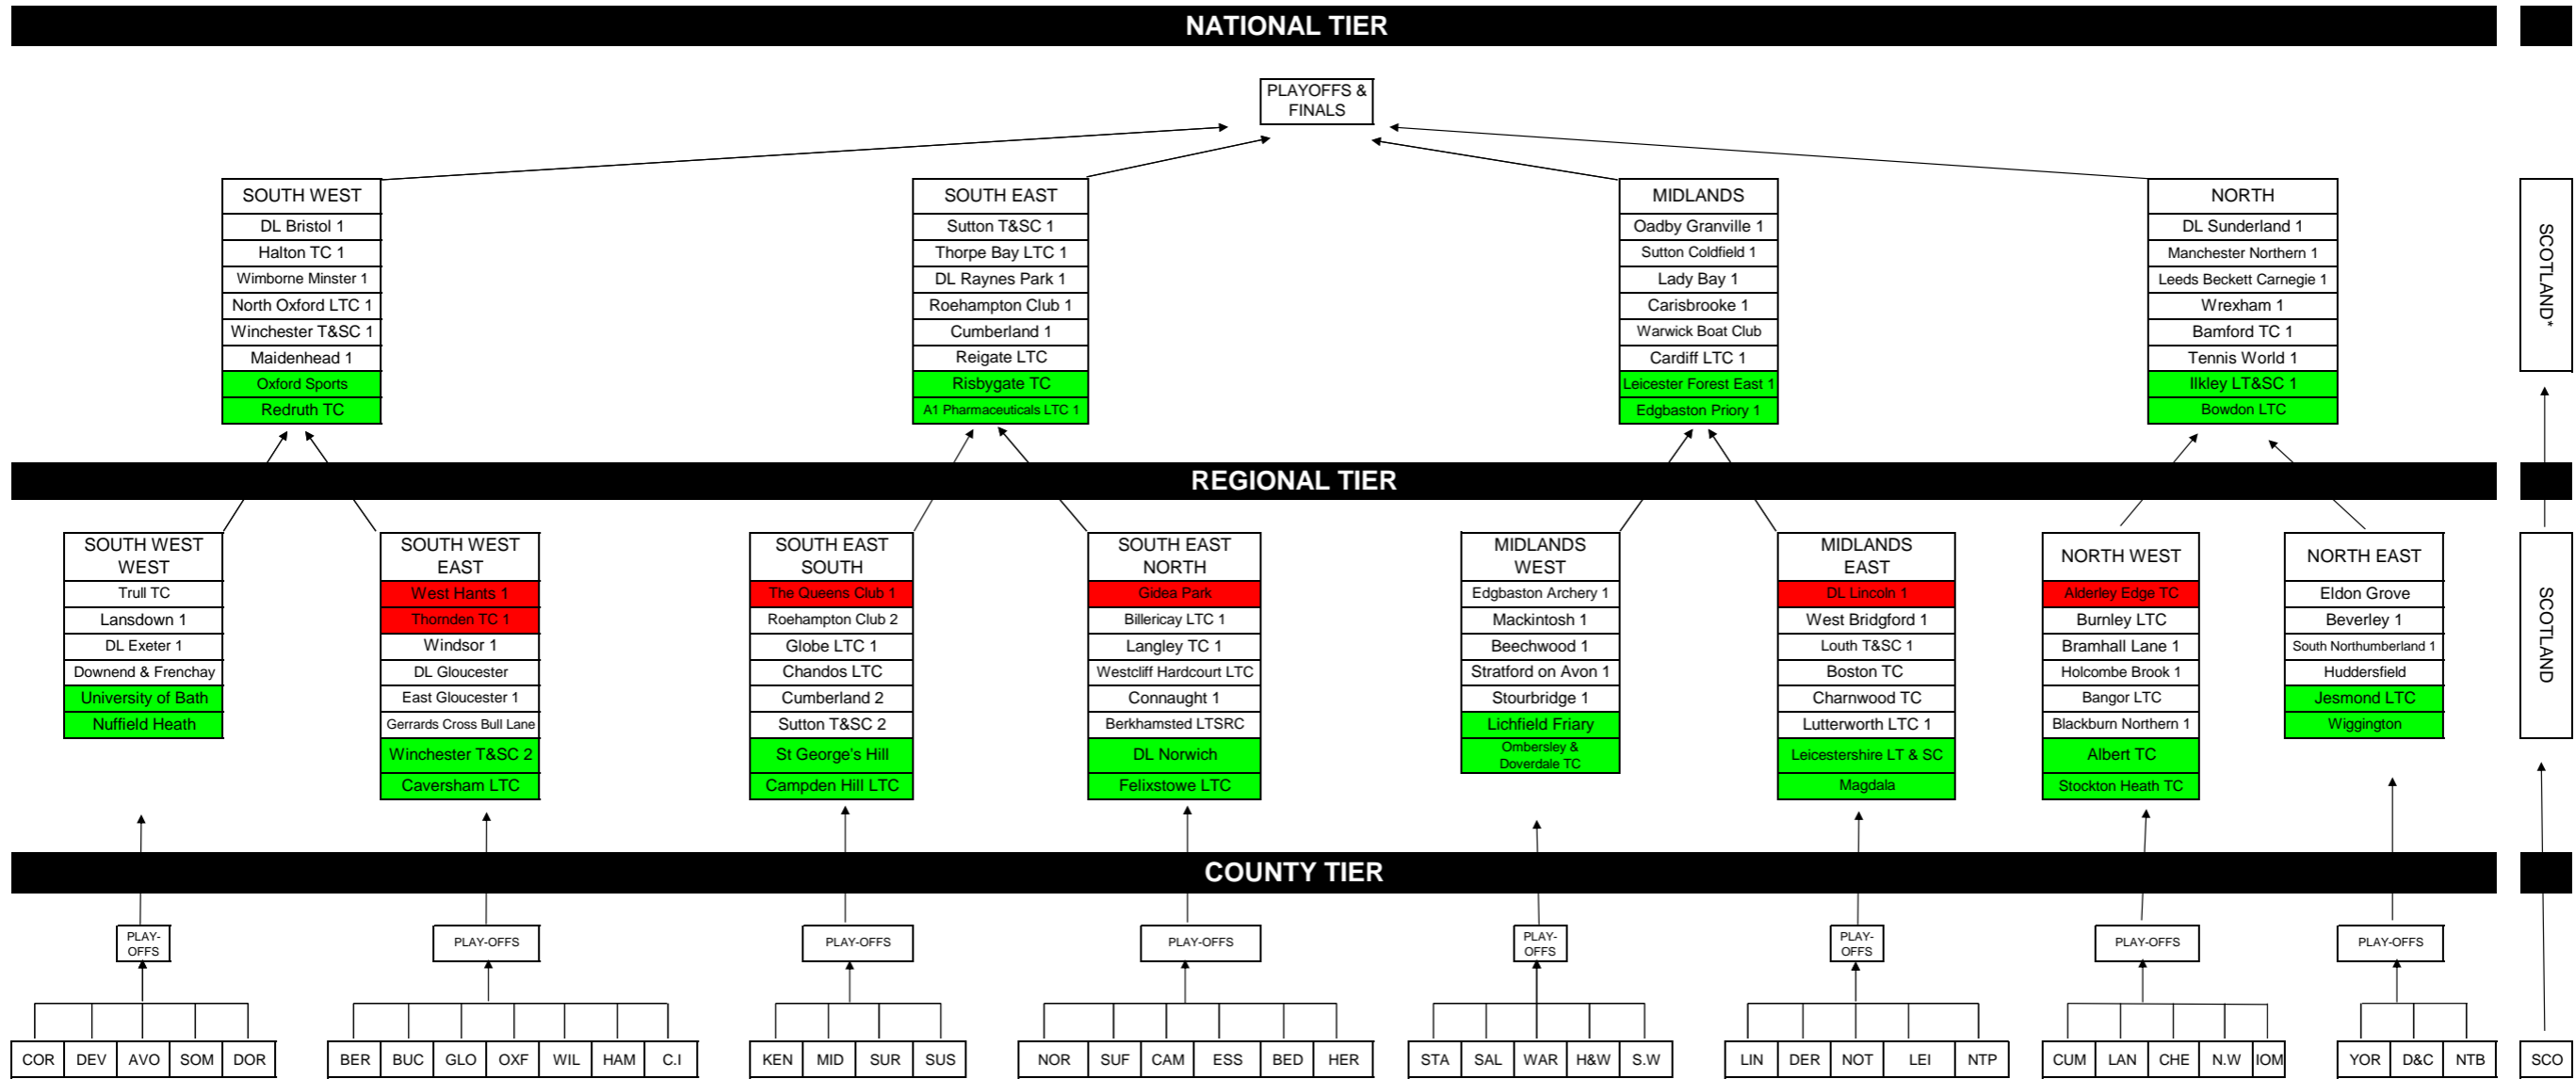 NATIONAL TIER
PLAYOFFS &
FINALS
SOUTH WEST
DL Bristol 1
Halton TC 1
Wimborne Minster 1
North Oxford LTC 1
Winchester T&SC 1
Maidenhead 1
Oxford Sports
Redruth TC
SOUTH EAST
Sutton T&SC 1
Thorpe Bay LTC 1
DL Raynes Park 1
Roehampton Club 1
Cumberland 1
Reigate LTC
Risbygate TC
A1 Pharmaceuticals LTC 1
MIDLANDS
Oadby Granville 1
Sutton Coldfield 1
Lady Bay 1
Carisbrooke 1
Warwick Boat Club
Cardiff LTC 1
Leicester Forest East 1
Edgbaston Priory 1
NORTH
DL Sunderland 1
Manchester Northern 1
Leeds Beckett Carnegie 1
Wrexham 1
Bamford TC 1
Tennis World 1
Ilkley LT&SC 1
Bowdon LTC
SCOTLAND*
REGIONAL TIER
SOUTH WEST
WEST
Trull TC
Lansdown 1
DL Exeter 1
Downend & Frenchay
University of Bath
Nuffield Heath
SOUTH WEST
EAST
West Hants 1
Thornden TC 1
Windsor 1
DL Gloucester
East Gloucester 1
Gerrards Cross Bull Lane
Winchester T&SC 2
Caversham LTC
SOUTH EAST
SOUTH
The Queens Club 1
Roehampton Club 2
Globe LTC 1
Chandos LTC
Cumberland 2
Sutton T&SC 2
St George's Hill
Campden Hill LTC
SOUTH EAST
NORTH
Gidea Park
Billericay LTC 1
Langley TC 1
Westcliff Hardcourt LTC
Connaught 1
Berkhamsted LTSRC
DL Norwich
Felixstowe LTC
MIDLANDS
WEST
Edgbaston Archery 1
Mackintosh 1
Beechwood 1
Stratford on Avon 1
Stourbridge 1
Lichfield Friary
Ombersley &
Doverdale TC
MIDLANDS
EAST
DL Lincoln 1
West Bridgford 1
Louth T&SC 1
Boston TC
Charnwood TC
Lutterworth LTC 1
Leicestershire LT & SC
Magdala
NORTH WEST
Alderley Edge TC
Burnley LTC
Bramhall Lane 1
Holcombe Brook 1
Bangor LTC
Blackburn Northern 1
Albert TC
Stockton Heath TC
NORTH EAST
Eldon Grove
Beverley 1
South Northumberland 1
Huddersfield
Jesmond LTC
Wiggington
SCOTLAND
COUNTY TIER
PLAY-
OFFS
PLAY-OFFS
PLAY-OFFS
PLAY-OFFS
PLAY-
OFFS
PLAY-
OFFS
PLAY-OFFS
PLAY-OFFS
COR DEV AVO SOM DOR
BER BUC GLO OXF WIL HAM C.I
KEN MID SUR SUS
NOR SUF CAM ESS BED HER
STA SAL WAR H&W S.W
LIN DER NOT LEI NTP
CUM LAN CHE N.W IOM
YOR D&C NTB
SCO